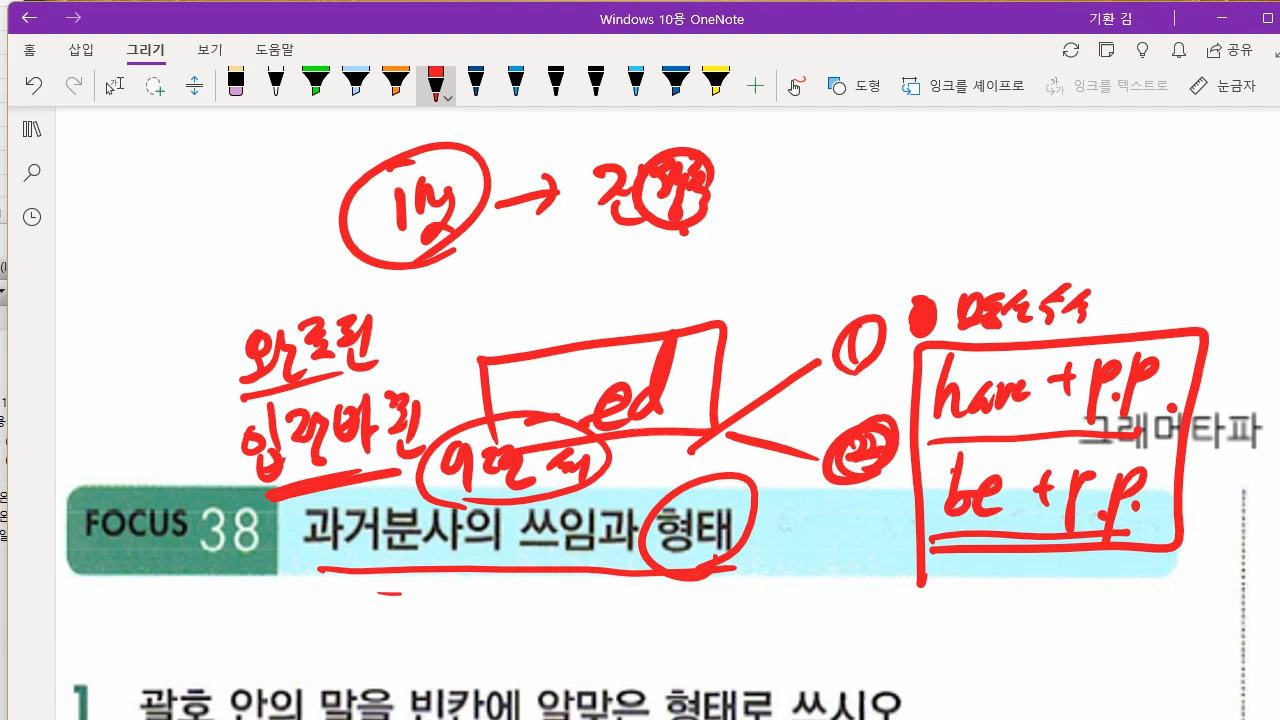 Windows 10용 OneNote
기환 김
홈 삽입 그리기 보기 도움말
공유
도형 잉크를 셰이프로 잉크를 텍스트로 눈금자
→
완료된
입장바뀐
ed
①
②
have + p.p.
be + p.p.
그래머타파
FOCUS 38 과거분사의 쓰임과 형태
1 괄호 안의 말을 빈칸에 알맞은 형태로 쓰시오